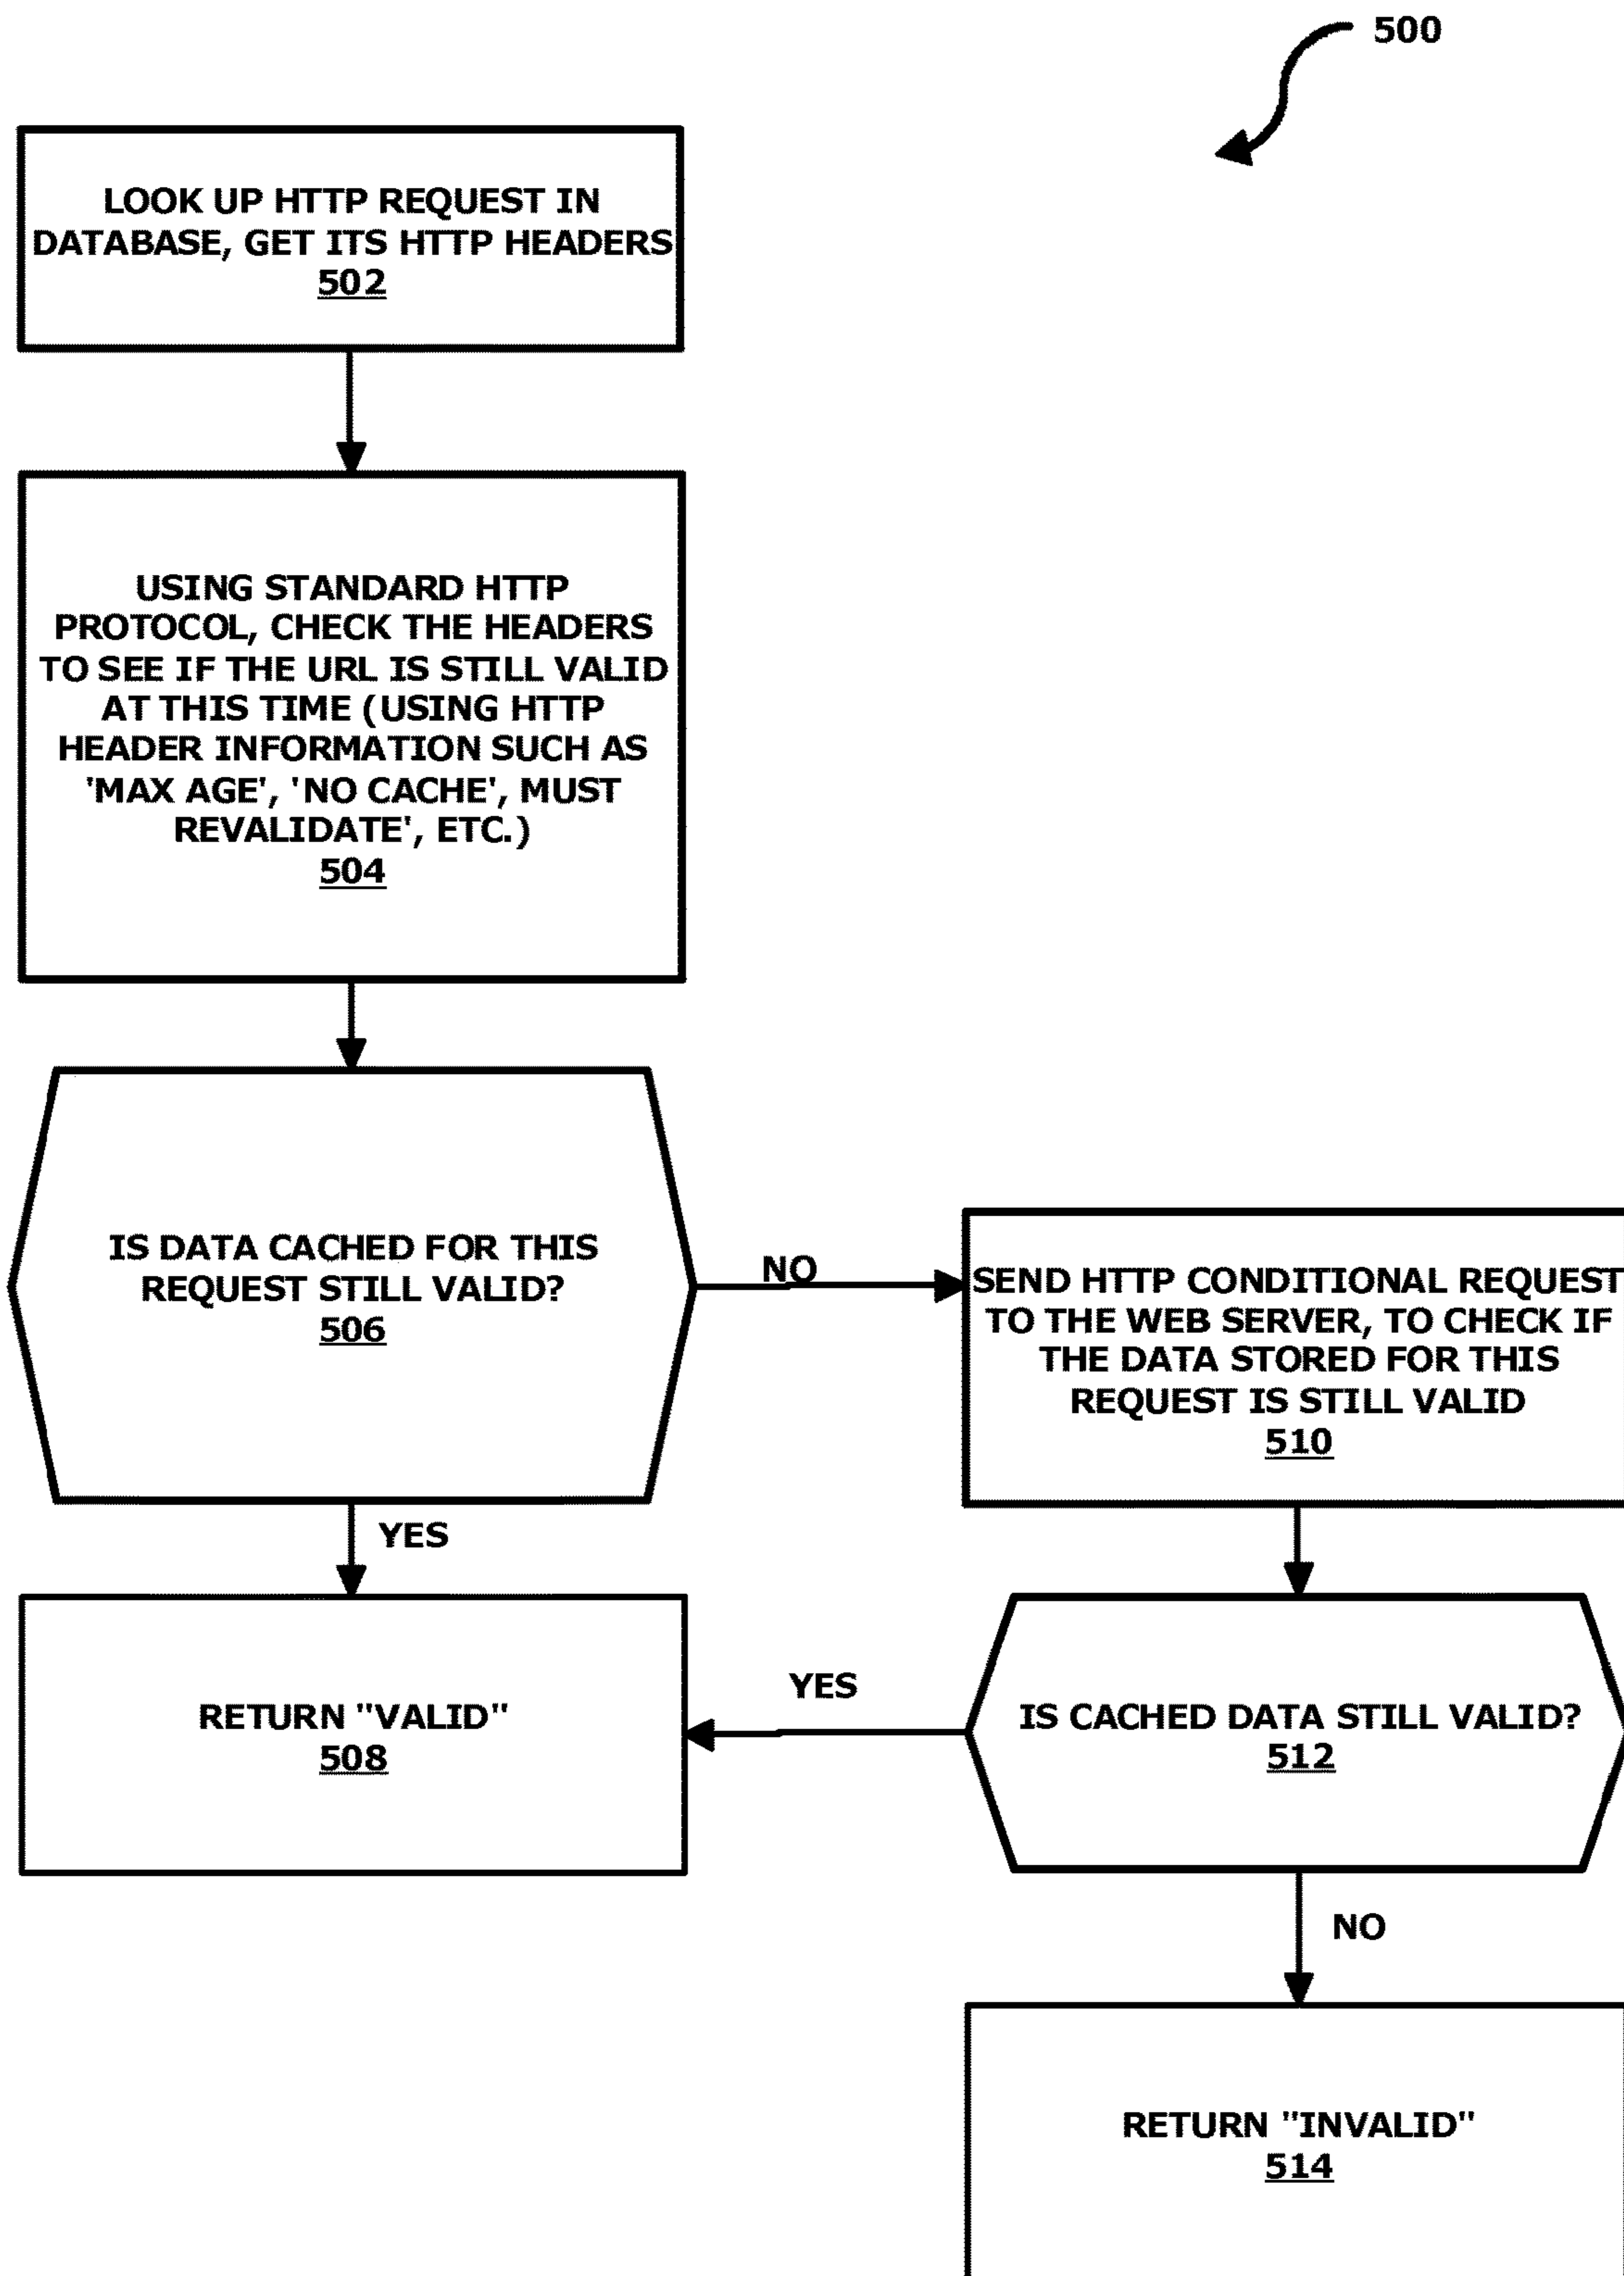 500
LOOK UP HTTP REQUEST IN
DATABASE, GET ITS HTTP HEADERS
502
USING STANDARD HTTP
PROTOCOL, CHECK THE HEADERS
TO SEE IF THE URL IS STILL VALID
AT THIS TIME (USING HTTP
HEADER INFORMATION SUCH AS
'MAX AGE', 'NO CACHE', MUST
REVALIDATE', ETC.)
504
IS DATA CACHED FOR THIS
REQUEST STILL VALID?
506
NO
SEND HTTP CONDITIONAL REQUEST
TO THE WEB SERVER, TO CHECK IF
THE DATA STORED FOR THIS
REQUEST IS STILL VALID
510
YES
RETURN "VALID"
508
YES
IS CACHED DATA STILL VALID?
512
NO
RETURN "INVALID"
514